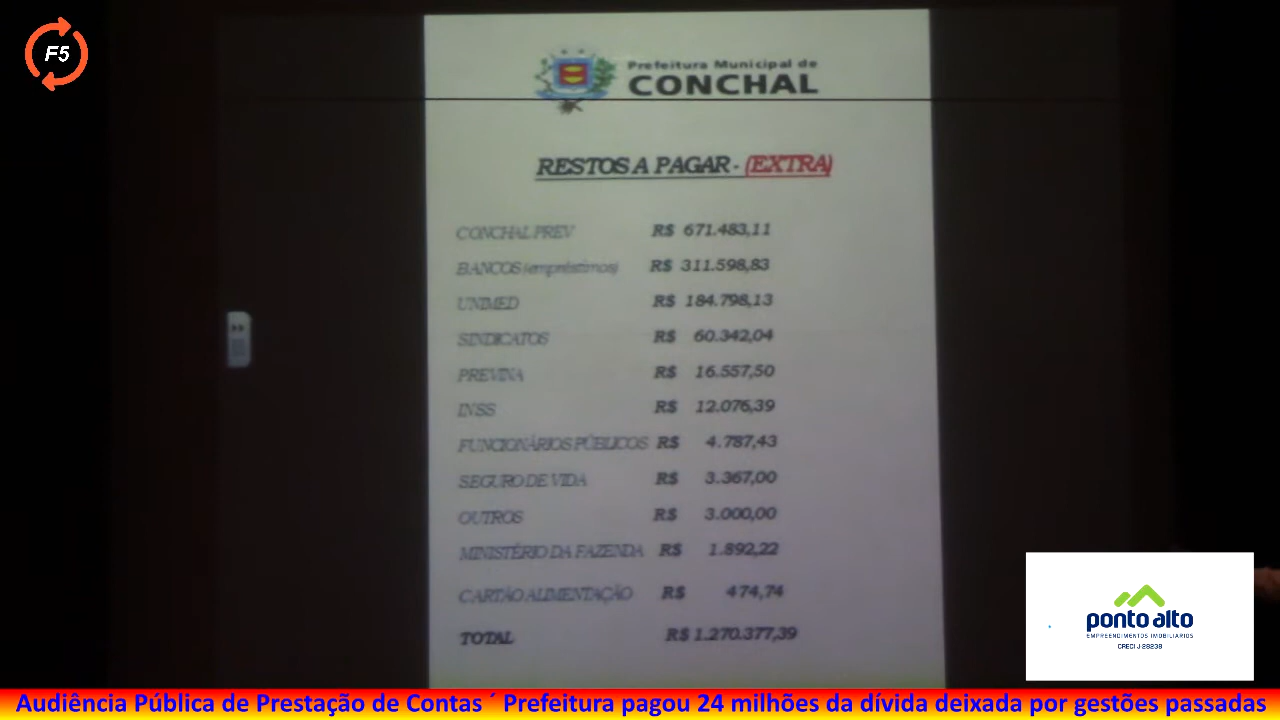 F5
Prefeitura Municipal de
CONCHAL
RESTOS A PAGAR - (EXTRA)
CONCHAL PREV R$ 671.483,11
BANCOS (empréstimos) R$ 311.598,83
UNIMED R$ 184.798,13
SINDICATOS R$ 60.342,04
PREVINA R$ 16.557,50
INSS R$ 12.076,39
FUNCIONÁRIOS PÚBLICOS R$ 4.787,43
SEGURO DE VIDA R$ 3.367,00
OUTROS R$ 3.000,00
MINISTÉRIO DA FAZENDA R$ 1.892,22
CARTÃO ALIMENTAÇÃO R$ 474,74
TOTAL R$ 1.270.377,39
ponto alto
EMPREENDIMENTOS IMOBILIÁRIOS
CRECI J-28238
Audiência Pública de Prestação de Contas ´ Prefeitura pagou 24 milhões da dívida deixada por gestões passadas